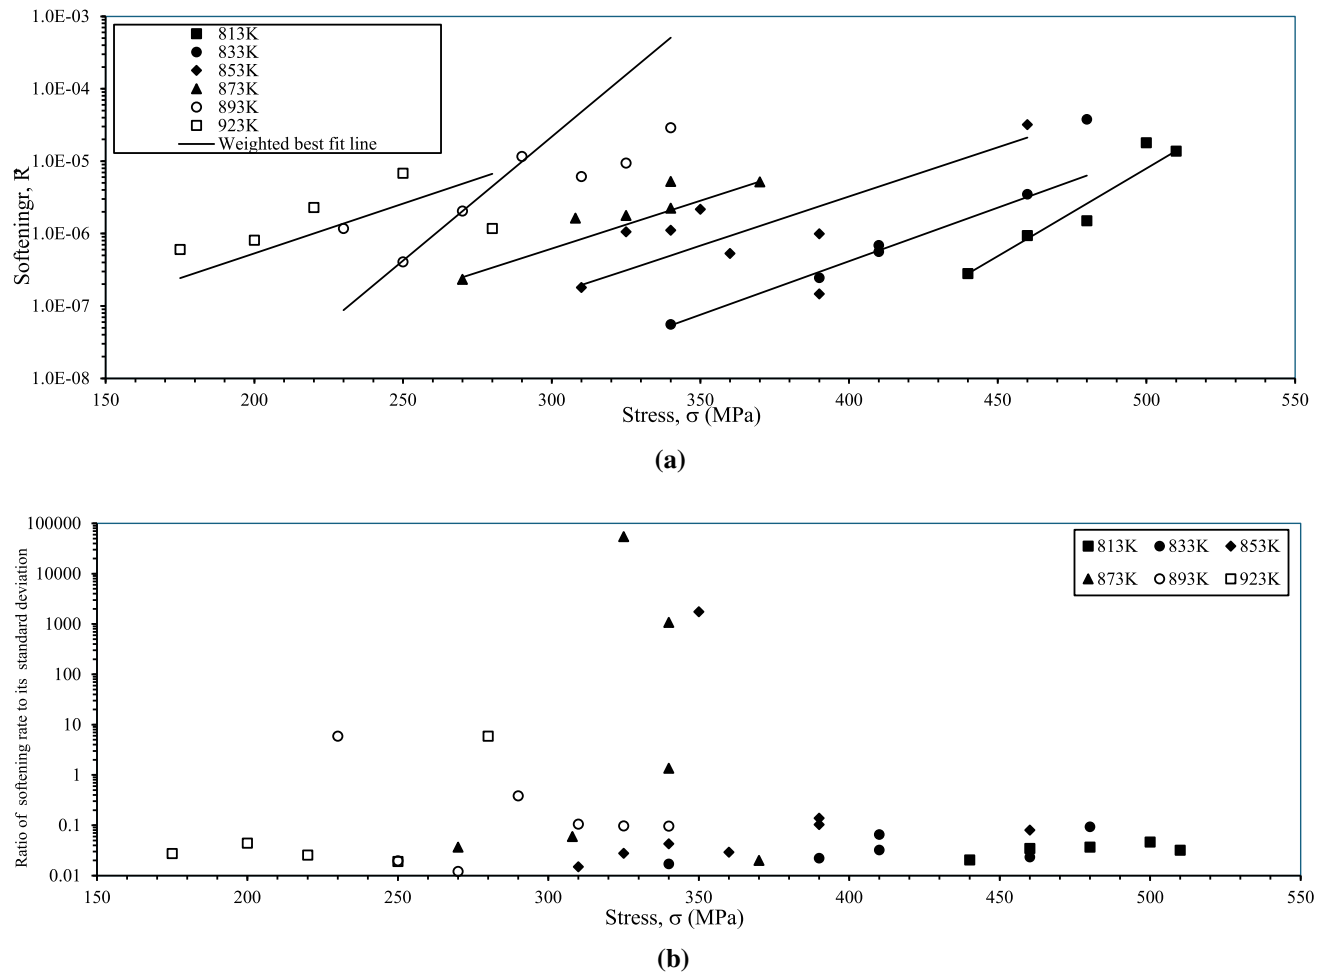 1.0E-03
1.0E-04
1.0E-05
1.0E-06
1.0E-07
1.0E-08
Softeningr, Ṙ
813K
833K
853K
873K
893K
923K
Weighted best fit line
150 200 250 300 350 400 450 500 550
Stress, σ (MPa)
(a)
100000
10000
1000
100
10
1
0.1
0.01
Ratio of softening rate to its standard deviation
813K 833K 853K
873K 893K 923K
150 200 250 300 350 400 450 500 550
Stress, σ (MPa)
(b)